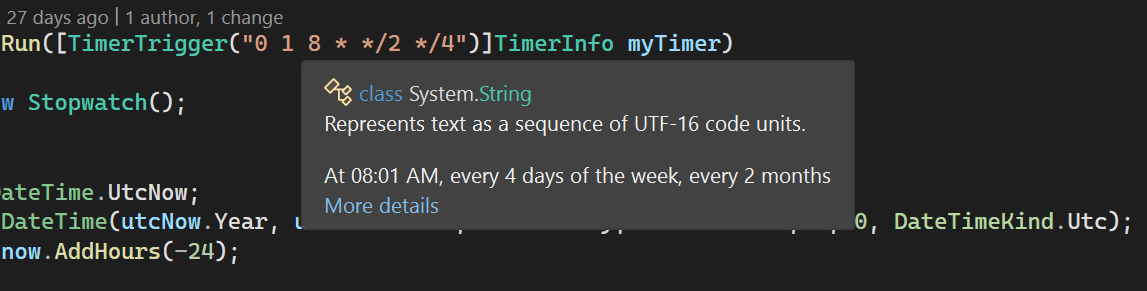 , 27 days ago | 1 author, 1 change
Run([TimerTrigger("0 1 8 * */2 */4")]TimerInfo myTimer)
w Stopwatch();
class System.String
Represents text as a sequence of UTF-16 code units.
At 08:01 AM, every 4 days of the week, every 2 months
More details
DateTime.UtcNow;
DateTime(utcNow.Year, u 0, DateTimeKind.Utc);
now.AddHours(-24);